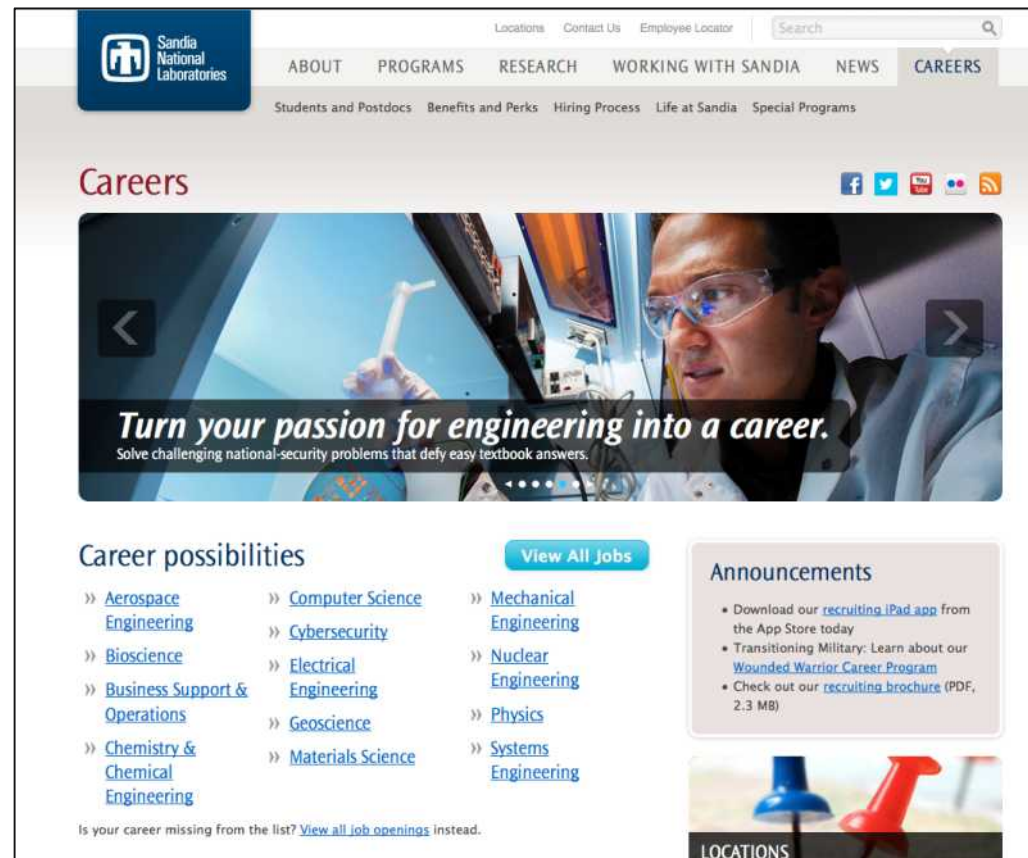 Sandia
National
Laboratories
Locations Contact Us Employee Locator Search
ABOUT PROGRAMS RESEARCH WORKING WITH SANDIA NEWS CAREERS
Students and Postdocs Benefits and Perks Hiring Process Life at Sandia Special Programs
Careers
You
Tube
Turn your passion for engineering into a career.
Solve challenging national-security problems that defy easy textbook answers.
Career possibilities
View All Jobs
» Aerospace
Engineering
» Bioscience
» Business Support &
Operations
» Chemistry &
Chemical
Engineering
» Computer Science
» Cybersecurity
» Electrical
Engineering
» Geoscience
» Materials Science
» Mechanical
Engineering
» Nuclear
Engineering
» Physics
» Systems
Engineering
Is your career missing from the list? View all job openings instead.
Announcements
• Download our recruiting iPad app from
the App Store today
• Transitioning Military: Learn about our
Wounded Warrior Career Program
• Check out our recruiting brochure (PDF,
2.3 MB)
LOCATIONS